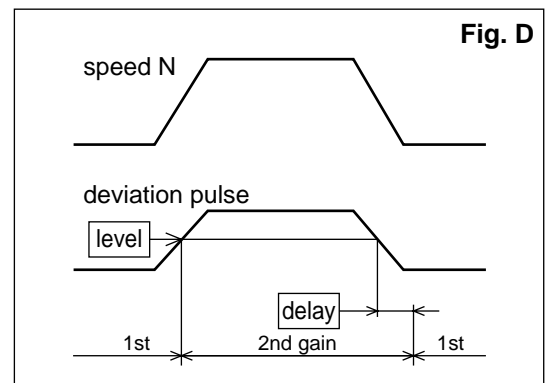 Fig. D
speed N
deviation pulse
level
delay
1st 2nd gain 1st